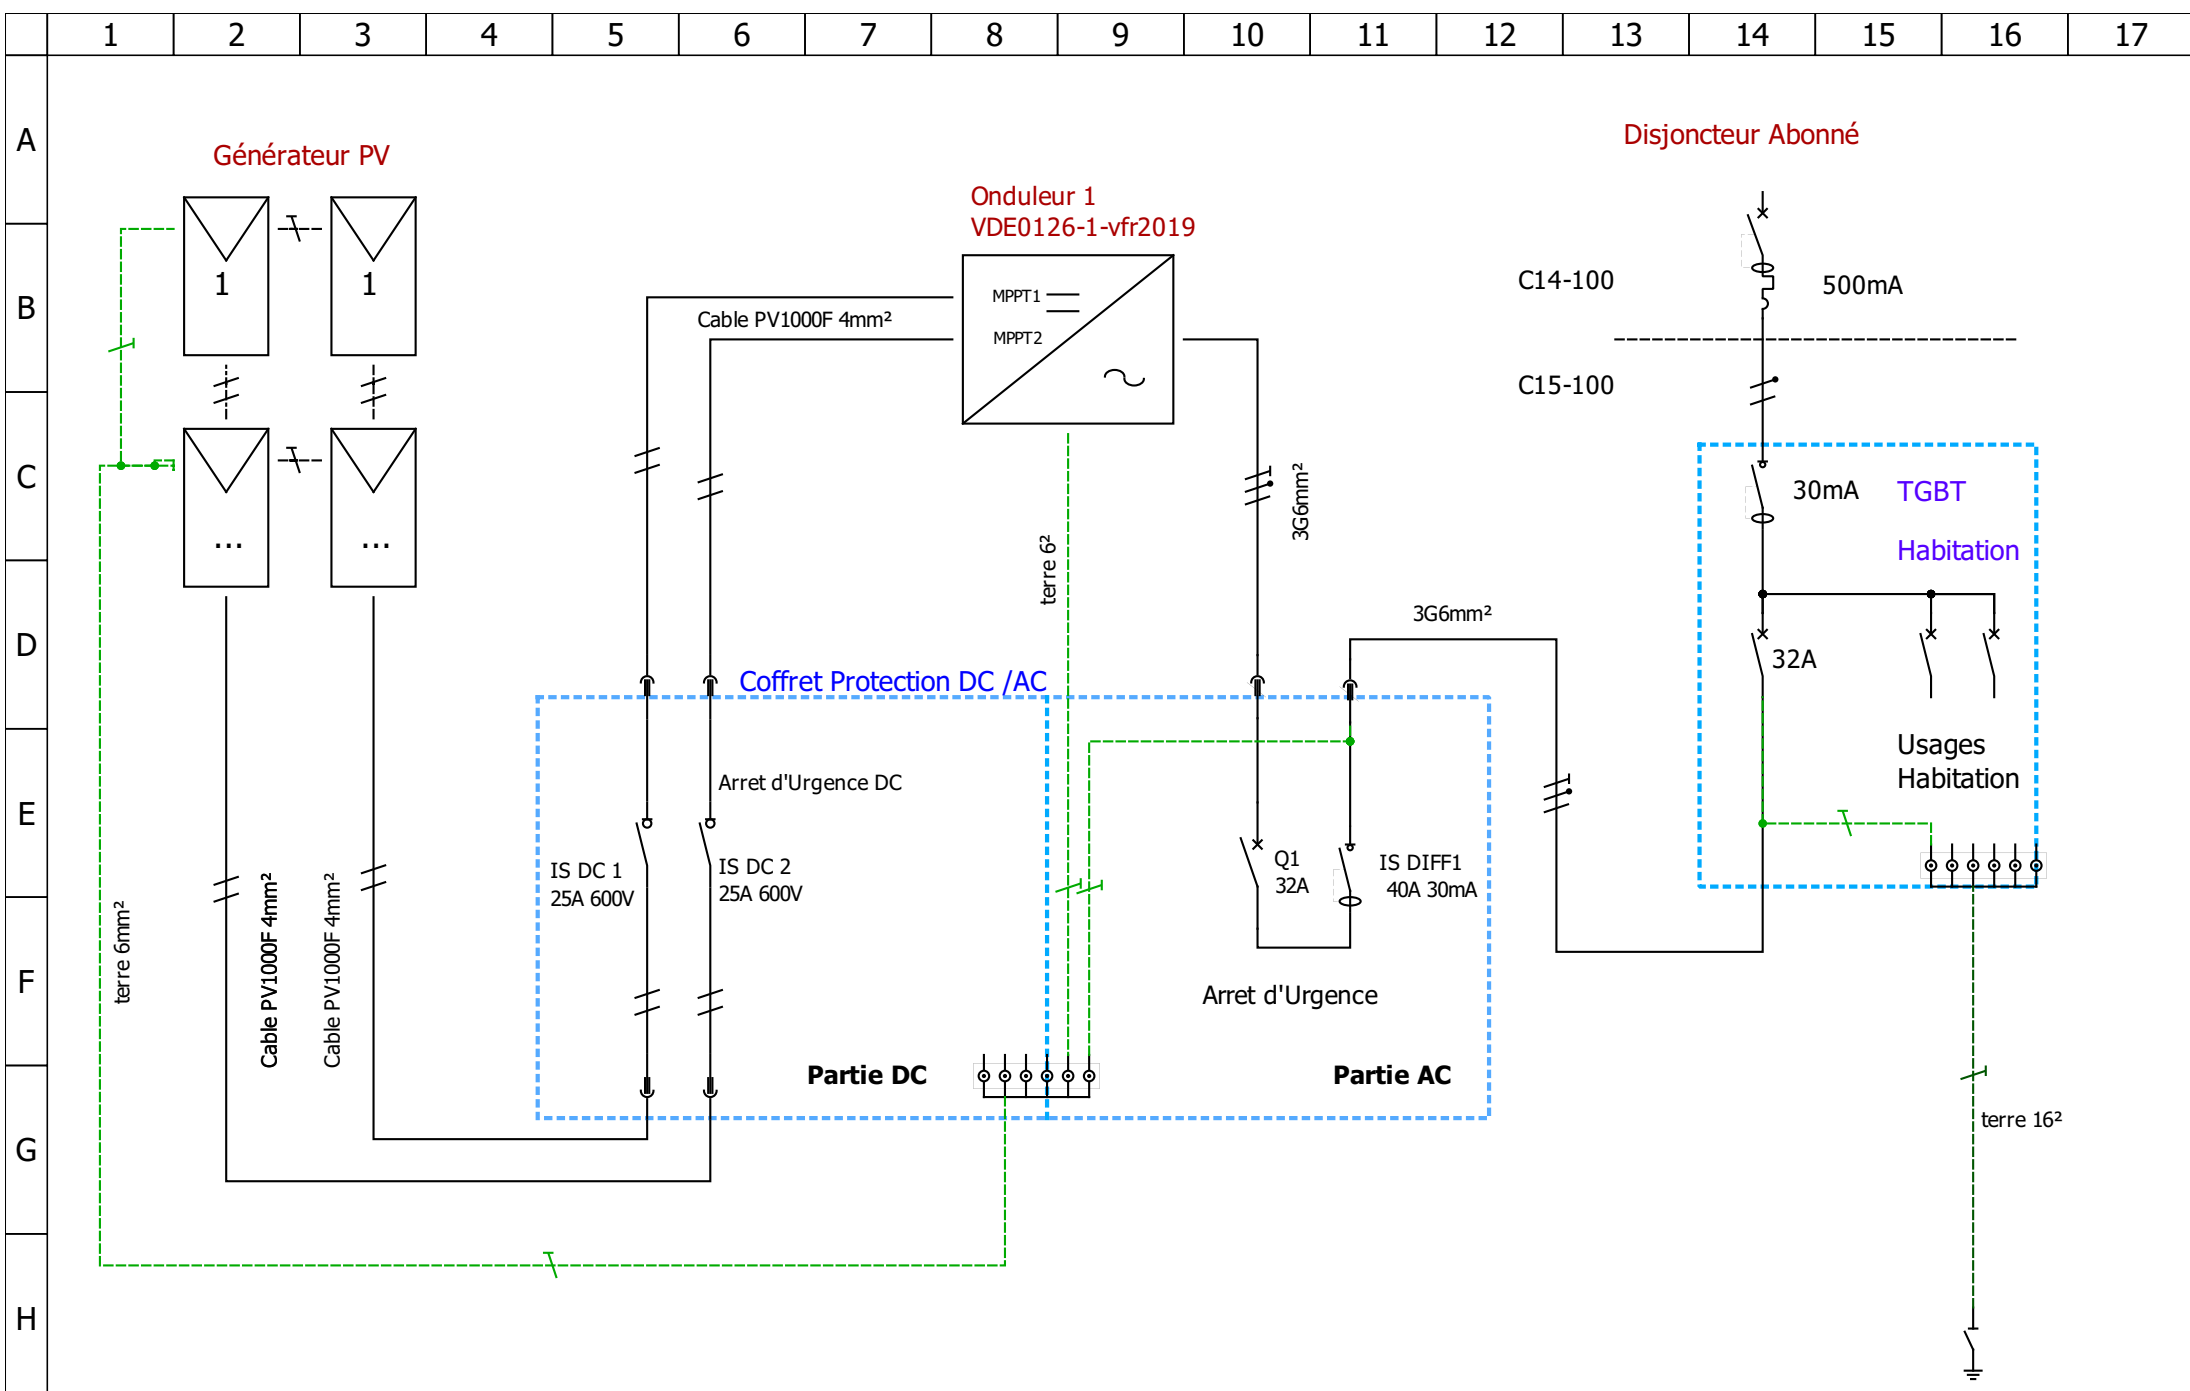 1 2 3 4 5 6 7 8 9 10 11 12 13 14 15 16 17
A
B
C
D
E
F
G
H
Générateur PV
1
1
...
...
Onduleur 1
VDE0126-1-vfr2019
MPPT1
MPPT2
Cable PV1000F 4mm²
Disjoncteur Abonné
C14-100
500mA
C15-100
30mA
TGBT
Habitation
32A
Usages
Habitation
3G6mm²
terre 6²
3G6mm²
Coffret Protection DC /AC
Arret d'Urgence DC
IS DC 1
25A 600V
IS DC 2
25A 600V
Q1
32A
IS DIFF1
40A 30mA
Arret d'Urgence
Partie DC
Partie AC
terre 6mm²
Cable PV1000F 4mm²
Cable PV1000F 4mm²
terre 16²